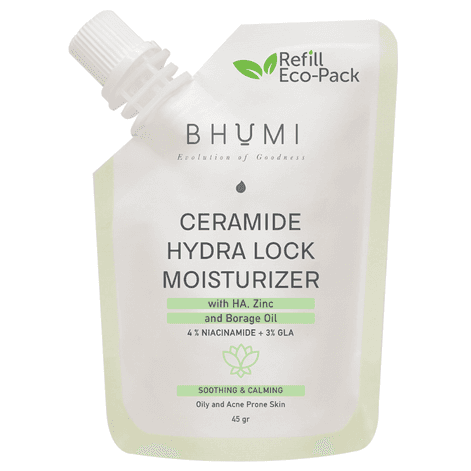 Refill
Eco-Pack
BHUMI
Evolution of Goodness
CERAMIDE
HYDRA LOCK
MOISTURIZER
with HA, Zinc
and Borage Oil
4 % NIACINAMIDE + 3% GLA
SOOTHING & CALMING
Oily and Acne Prone Skin
45 gr